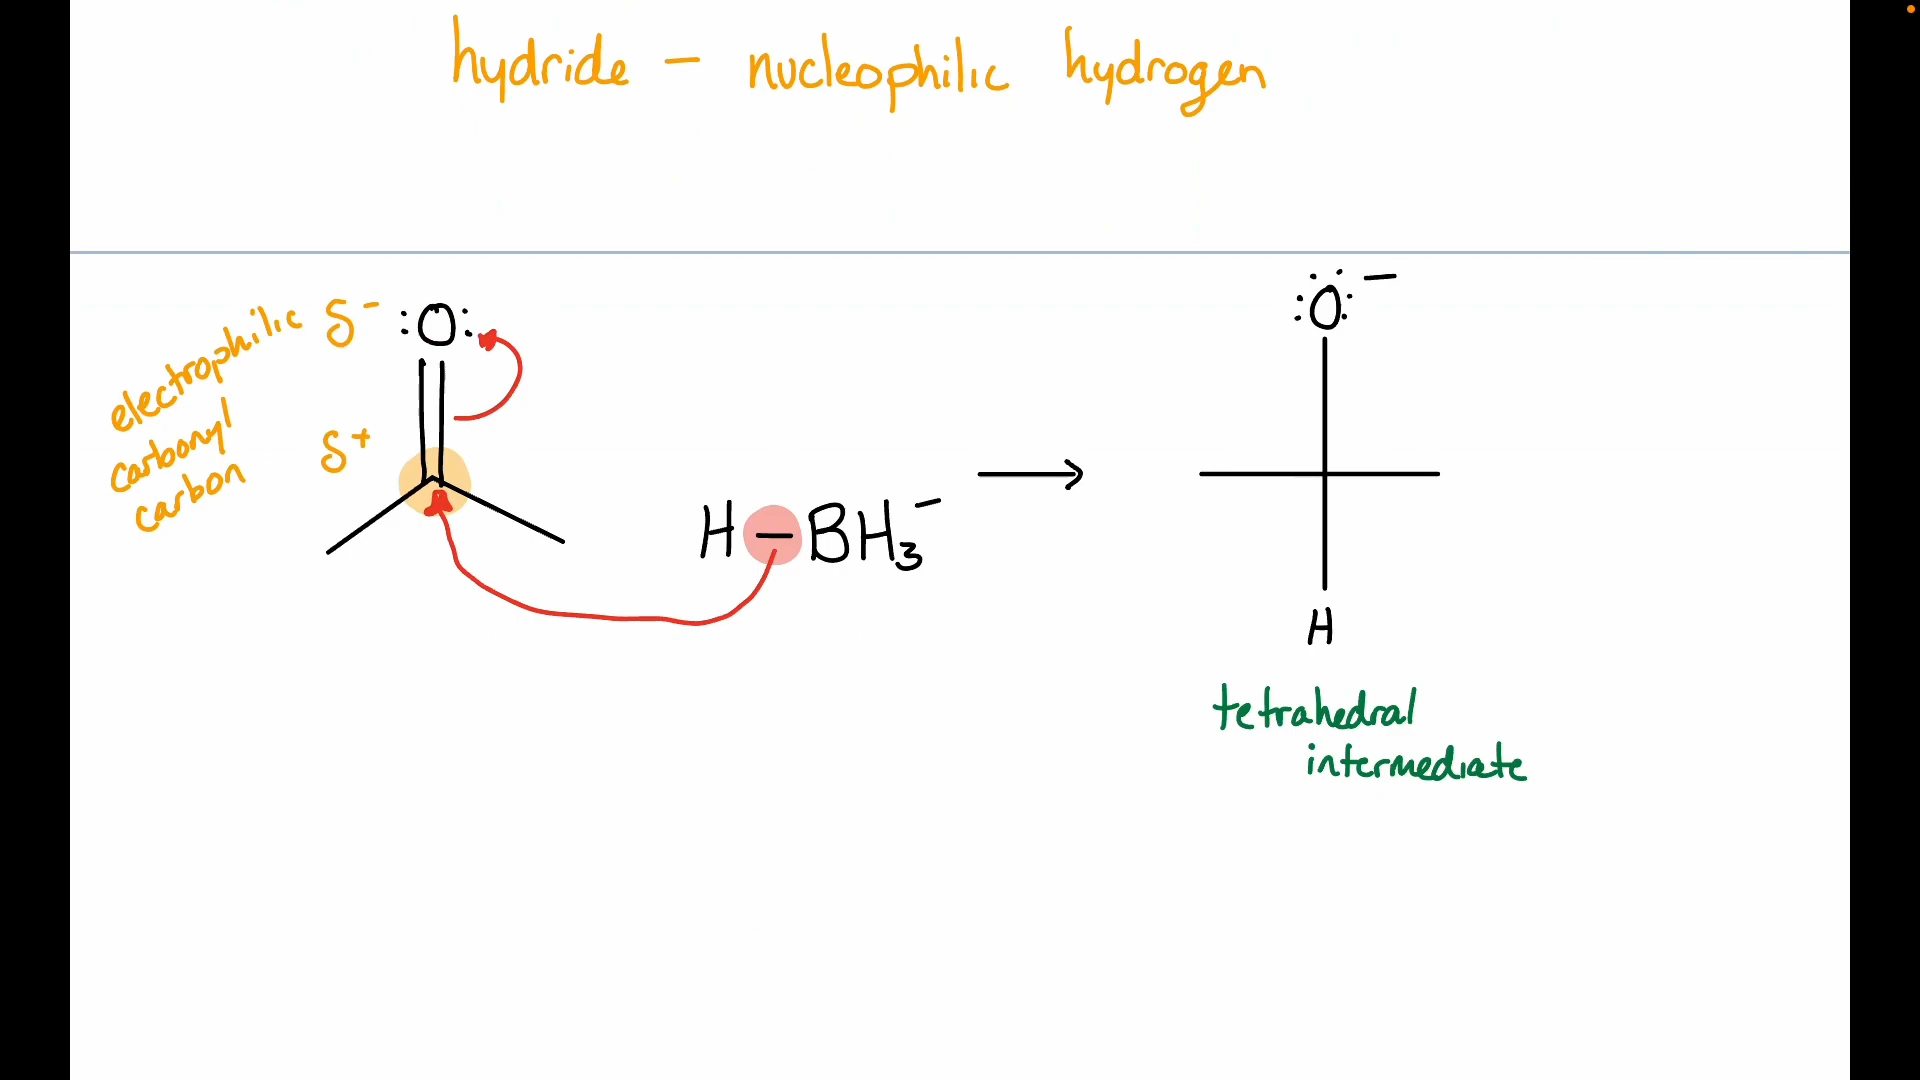 hydride - nucleophilic hydrogen
electrophilic
carbonyl
carbon
δ-
:O:
δ+
H-BH₃⁻
:Ö:⁻
H
tetrahedral
intermediate